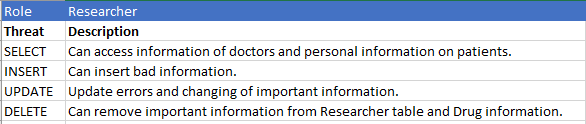 Role Researcher
Threat Description
SELECT Can access information of doctors and personal information on patients.
INSERT Can insert bad information.
UPDATE Update errors and changing of important information.
DELETE Can remove important information from Researcher table and Drug information.